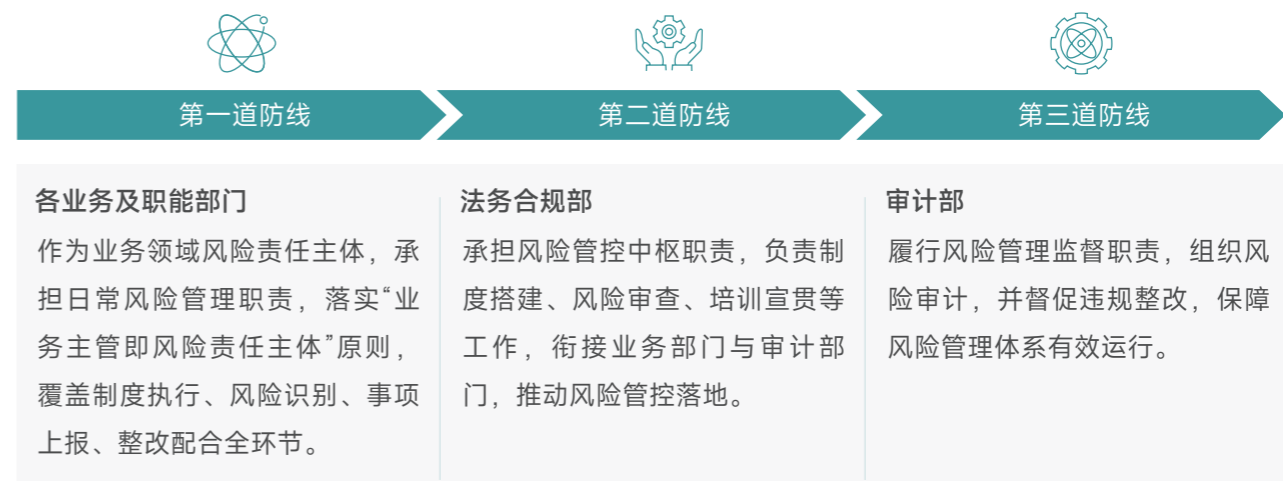 第一道防线
第二道防线
第三道防线
各业务及职能部门
作为业务领域风险责任主体，承
担日常风险管理职责，落实“业
务主管即风险责任主体”原则，
覆盖制度执行、风险识别、事项
上报、整改配合全环节。
法务合规部
承担风险管控中枢职责，负责制
度搭建、风险审查、培训宣贯等
工作，衔接业务部门与审计部
门，推动风险管控落地。
审计部
履行风险管理监督职责，组织风
险审计，并督促违规整改，保障
风险管理体系有效运行。